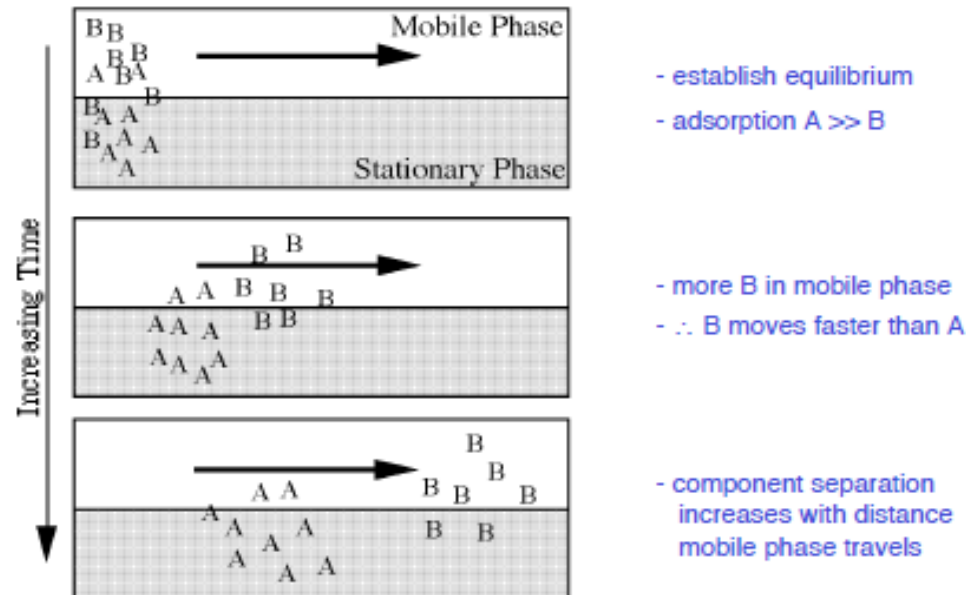 B B
Mobile Phase
B B
A B A
B
B A A
B A A
A
A
Stationary Phase
- establish equilibrium
- adsorption A >> B
Increasing Time
B B
A A B B B
A A A B B
A A A A
- more B in mobile phase
- ∴ B moves faster than A
B
B
A A B B B
A
A A B B
A A
A A
- component separation
increases with distance
mobile phase travels